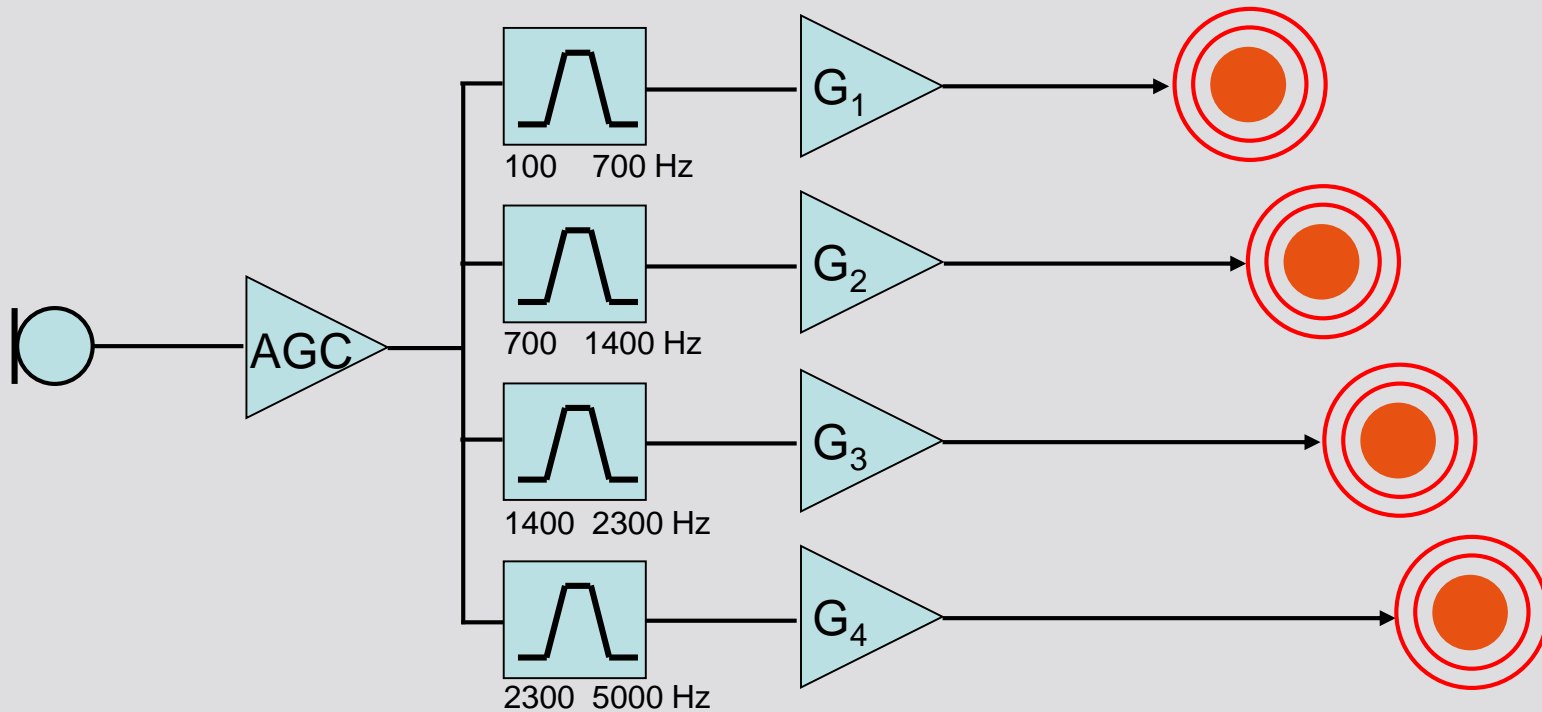 G₁
100 700 Hz
G₂
700 1400 Hz
AGC
G₃
1400 2300 Hz
G₄
2300 5000 Hz